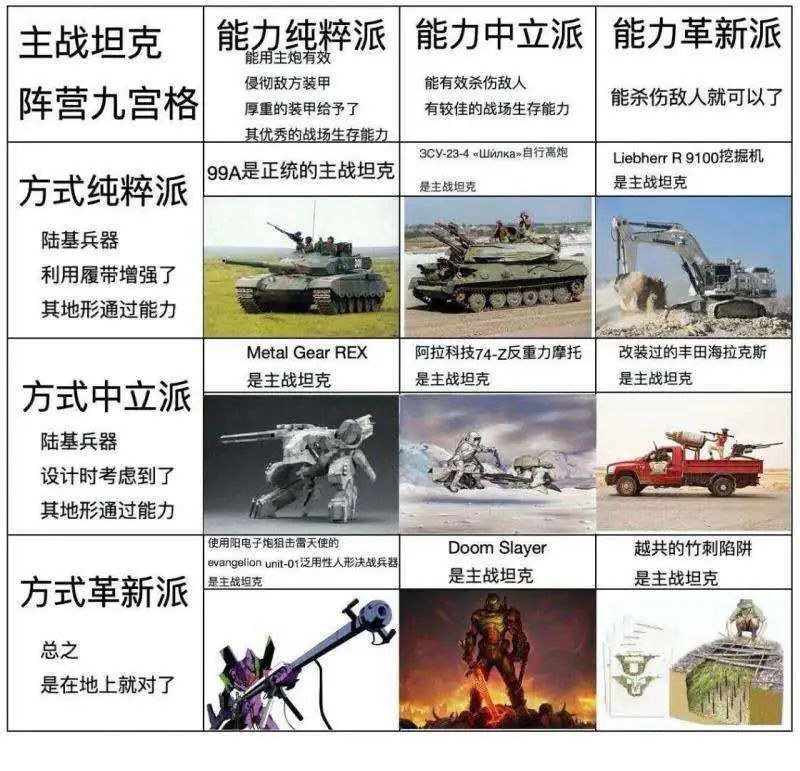 主战坦克
阵营九宫格
能力纯粹派
能用主炮有效
侵彻敌方装甲
厚重的装甲给予了
其优秀的战场生存能力
能力中立派
能有效杀伤敌人
有较佳的战场生存能力
能力革新派
能杀伤敌人就可以了
方式纯粹派
陆基兵器
利用履带增强了
其地形通过能力
99A是正统的主战坦克
ЗСУ-23-4 «Ши́лка»自行高炮
是主战坦克
Liebherr R 9100挖掘机
是主战坦克
方式中立派
陆基兵器
设计时考虑到了
其地形通过能力
Metal Gear REX
是主战坦克
阿拉科技74-Z反重力摩托
是主战坦克
改装过的丰田海拉克斯
是主战坦克
方式革新派
总之
是在地上就对了
使用阳电子炮狙击雷天使的
evangelion unit-01泛用性人形决战兵器
是主战坦克
Doom Slayer
是主战坦克
越共的竹刺陷阱
是主战坦克